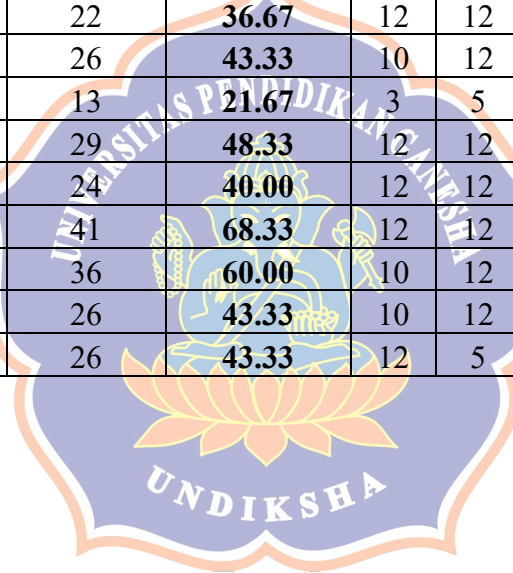 22 36.67 12 12
26 43.33 10 12
13 21.67 3 5
29 48.33 12 12
24 40.00 12 12
41 68.33 12 12
36 60.00 10 12
26 43.33 10 12
26 43.33 12 5
UNIVERSITAS PENDIDIKAN GANESHA
UNDIKSHA